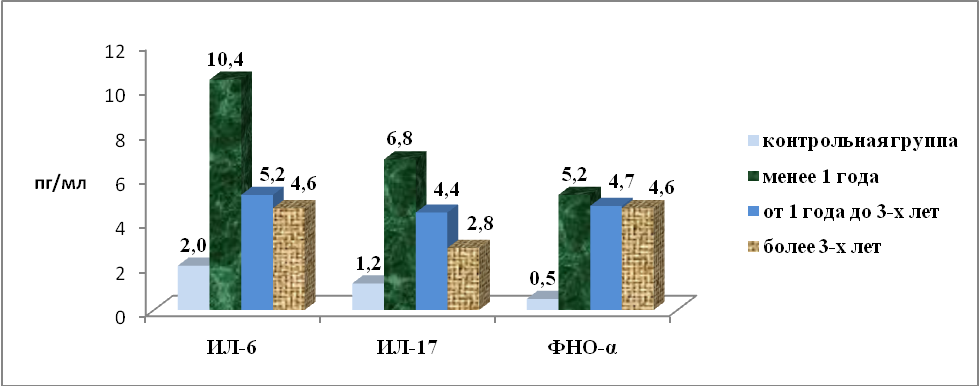 12
10
8
6
4
2
0
пг/мл
10,4
6,8
5,2
4,6
5,2
4,4
4,7
4,6
2,8
2,0
1,2
0,5
ИЛ-6
ИЛ-17
ФНО-α
контрольная группа
менее 1 года
от 1 года до 3-х лет
более 3-х лет